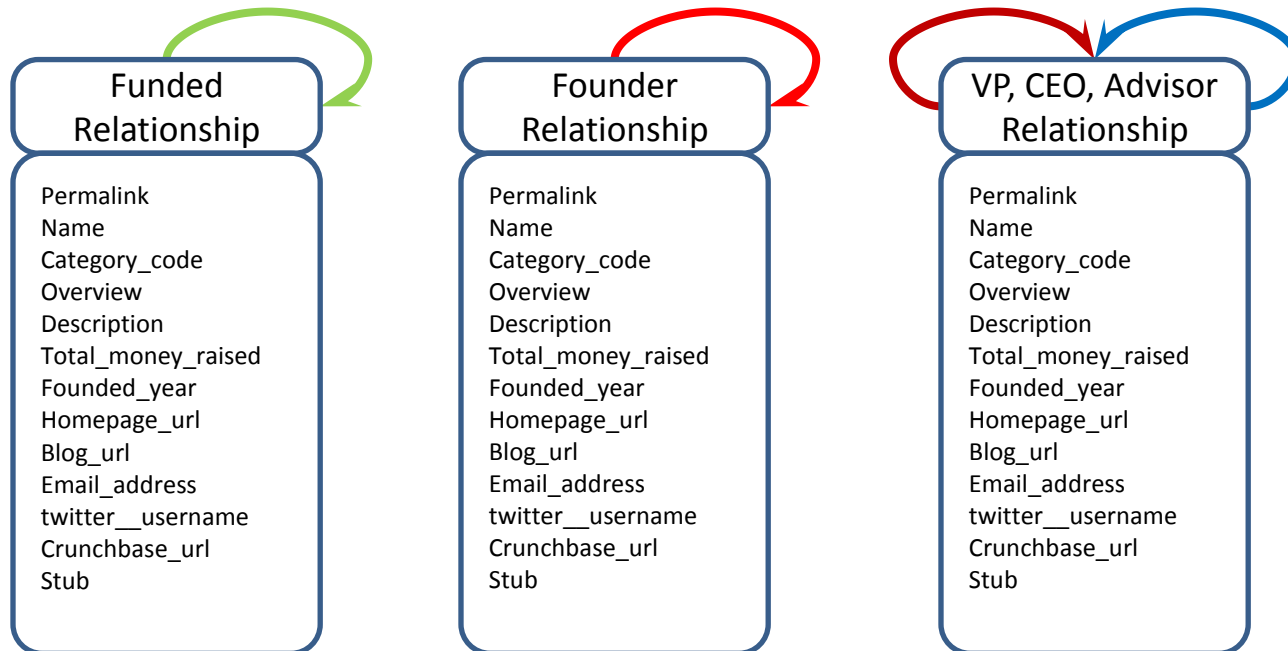 Funded
Relationship
Permalink
Name
Category_code
Overview
Description
Total_money_raised
Founded_year
Homepage_url
Blog_url
Email_address
twitter__username
Crunchbase_url
Stub
Founder
Relationship
Permalink
Name
Category_code
Overview
Description
Total_money_raised
Founded_year
Homepage_url
Blog_url
Email_address
twitter__username
Crunchbase_url
Stub
VP, CEO, Advisor
Relationship
Permalink
Name
Category_code
Overview
Description
Total_money_raised
Founded_year
Homepage_url
Blog_url
Email_address
twitter__username
Crunchbase_url
Stub